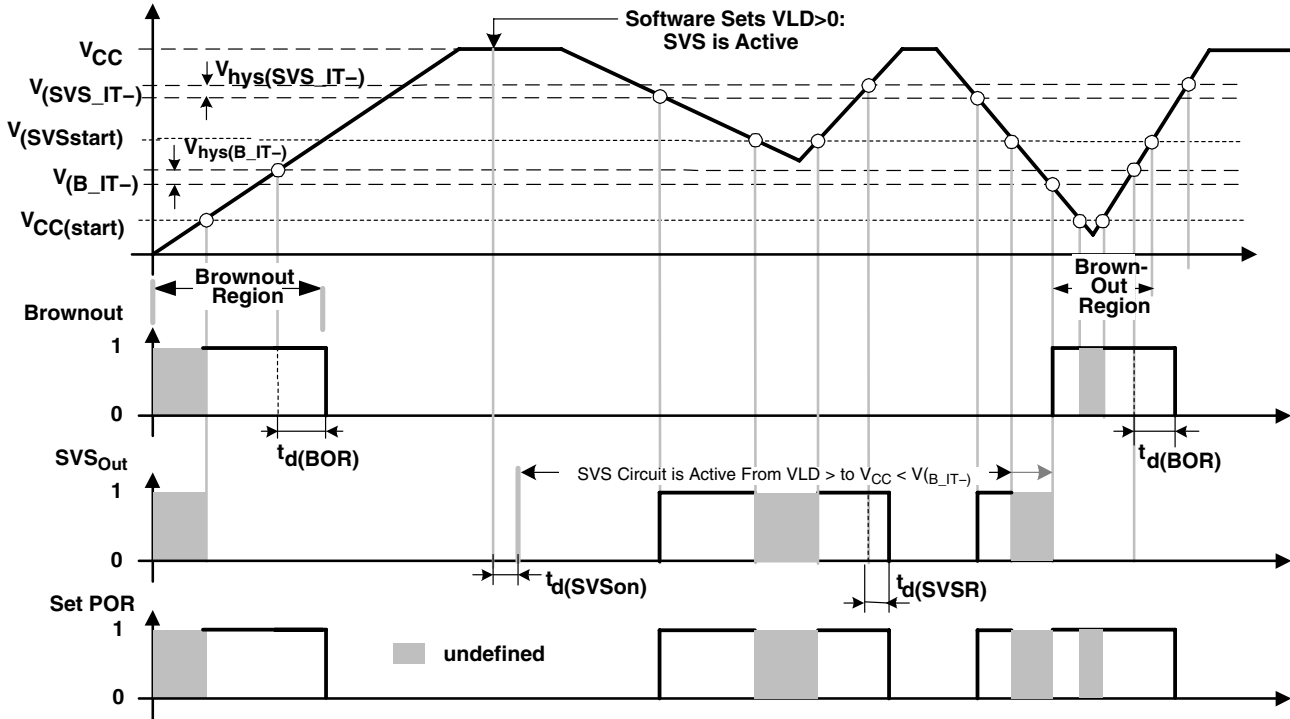 Software Sets VLD>0:
SVS is Active
VCC
Vhys(SVS_IT−)
V(SVS_IT−)
V(SVSstart)
Vhys(B_IT−)
V(B_IT−)
VCC(start)
Brownout
Region
Brown-
Out
Region
Brownout
1
0
td(BOR)
td(BOR)
SVSOut
SVS Circuit is Active From VLD > to VCC < V(B_IT−)
1
0
td(SVSon)
td(SVSR)
Set POR
1
undefined
0